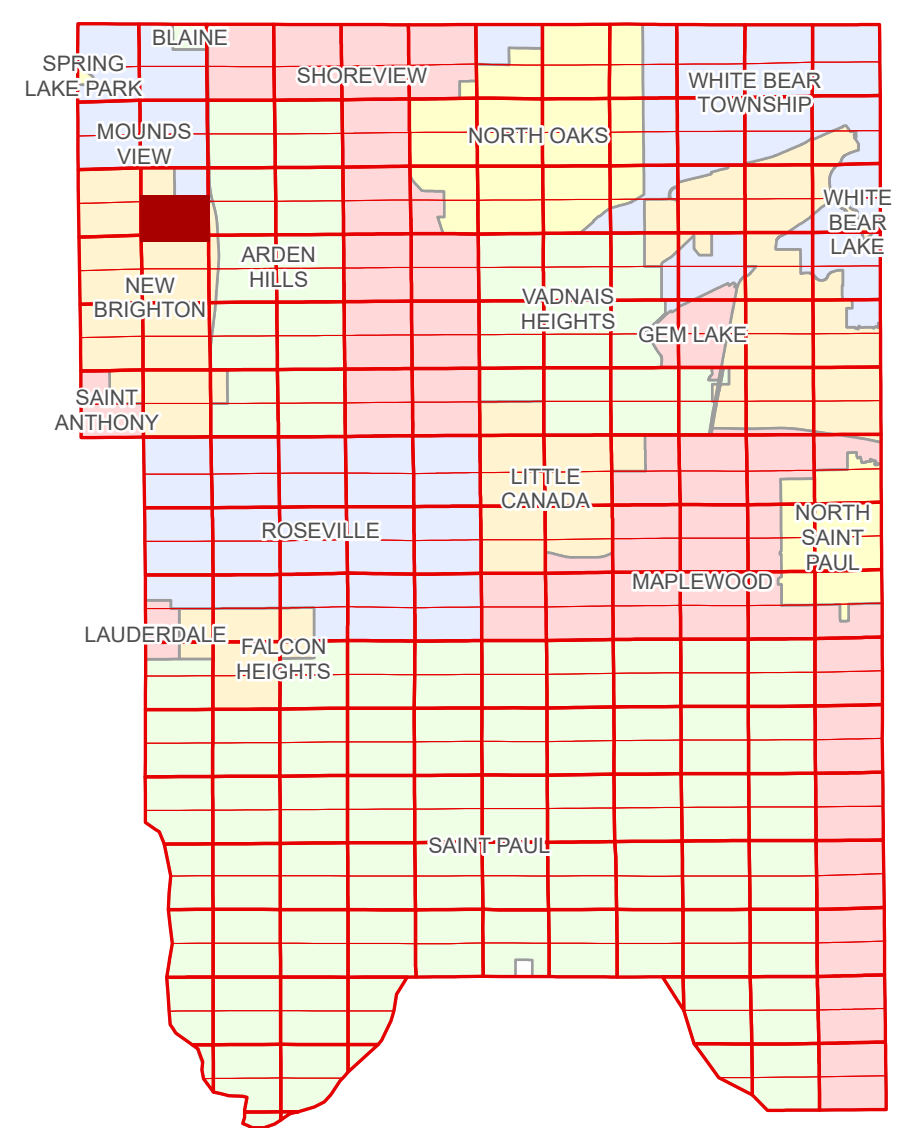 BLAINE
SPRING
LAKE PARK
SHOREVIEW
WHITE BEAR
TOWNSHIP
MOUNDS
VIEW
NORTH OAKS
WHITE
BEAR
LAKE
ARDEN
HILLS
NEW
BRIGHTON
VADNAIS
HEIGHTS
GEM LAKE
SAINT
ANTHONY
LITTLE
CANADA
NORTH
SAINT
PAUL
ROSEVILLE
MAPLEWOOD
LAUDERDALE
FALCON
HEIGHTS
SAINT PAUL